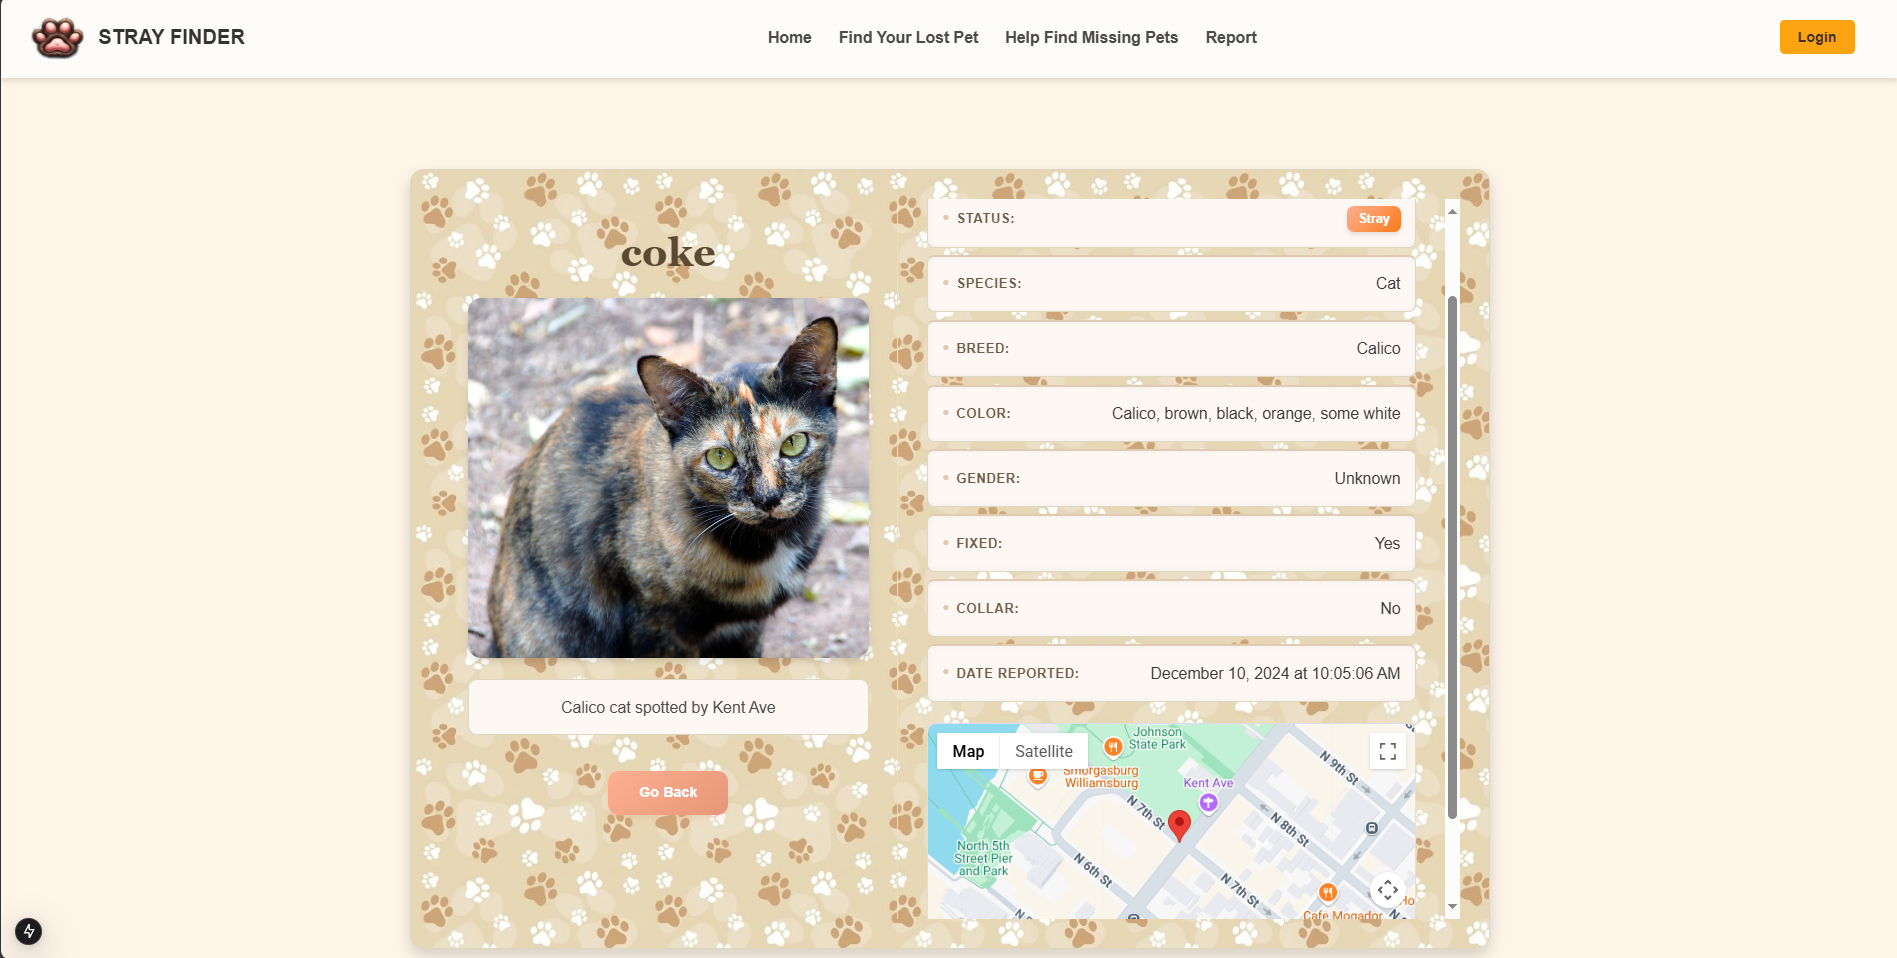 STRAY FINDER
Home Find Your Lost Pet Help Find Missing Pets Report
Login
coke
Calico cat spotted by Kent Ave
Go Back
STATUS: Stray
SPECIES: Cat
BREED: Calico
COLOR: Calico, brown, black, orange, some white
GENDER: Unknown
FIXED: Yes
COLLAR: No
DATE REPORTED: December 10, 2024 at 10:05:06 AM
Map Satellite
Johnson
State Park
Smorgasburg
Williamsburg
Kent Ave
N 9th St
N 7th St
N 8th St
North 5th
Street Pier
and Park
N 6th St
N 7th St
Cafe Mogador